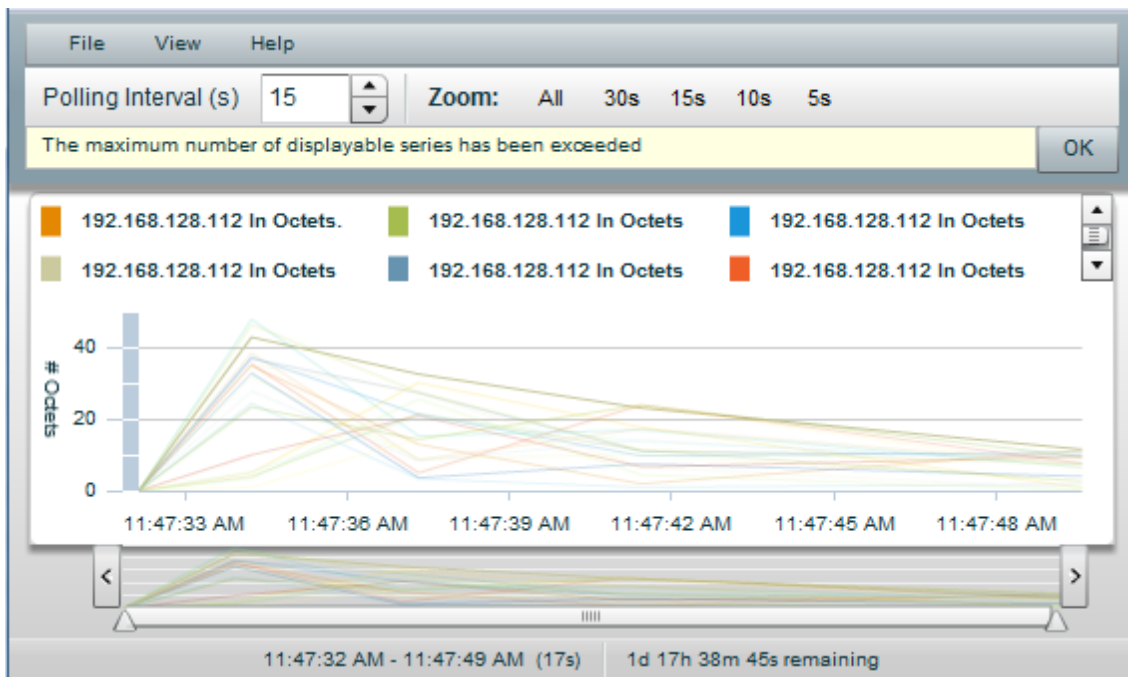 File View Help
Polling Interval (s) 15 Zoom: All 30s 15s 10s 5s
The maximum number of displayable series has been exceeded OK
192.168.128.112 In Octets. 192.168.128.112 In Octets 192.168.128.112 In Octets
192.168.128.112 In Octets 192.168.128.112 In Octets 192.168.128.112 In Octets
# Octets
40
20
0
11:47:33 AM 11:47:36 AM 11:47:39 AM 11:47:42 AM 11:47:45 AM 11:47:48 AM
11:47:32 AM - 11:47:49 AM (17s) 1d 17h 38m 45s remaining